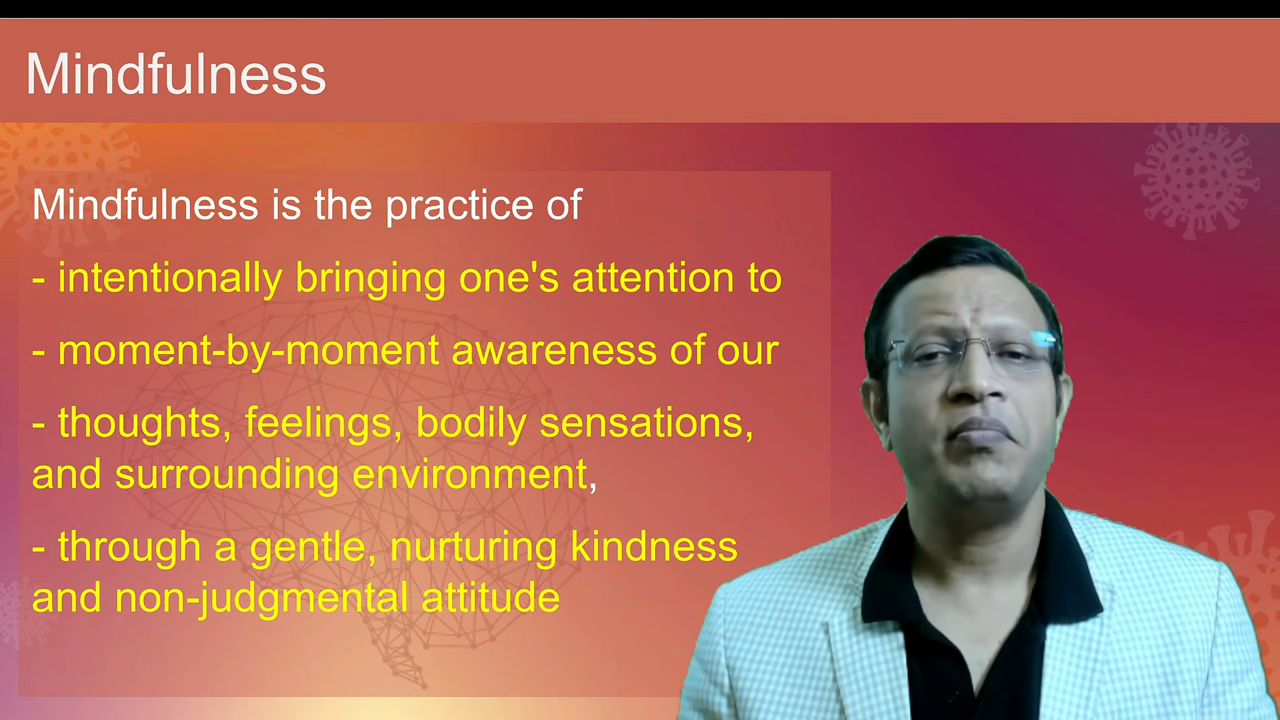 Mindfulness
Mindfulness is the practice of
- intentionally bringing one's attention to
- moment-by-moment awareness of our
- thoughts, feelings, bodily sensations,
and surrounding environment,
- through a gentle, nurturing kindness
and non-judgmental attitude